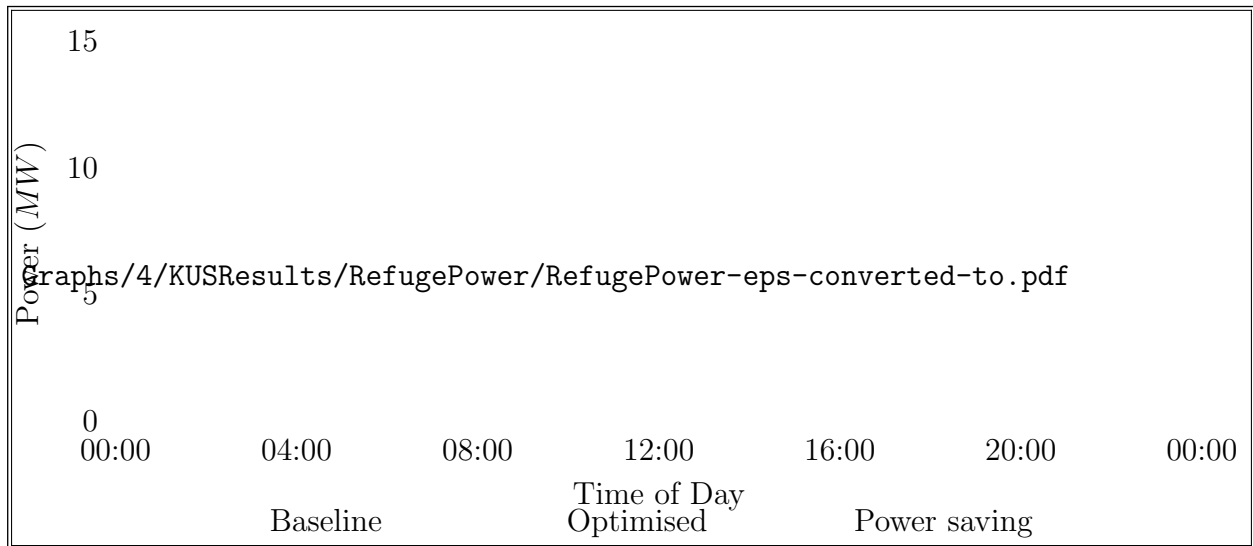 15
10
Power (MW)
Graphs/4/KUSResults/RefugePower/RefugePower-eps-converted-to.pdf
5
0
00:00 04:00 08:00 12:00 16:00 20:00 00:00
Time of Day
Baseline Optimised Power saving